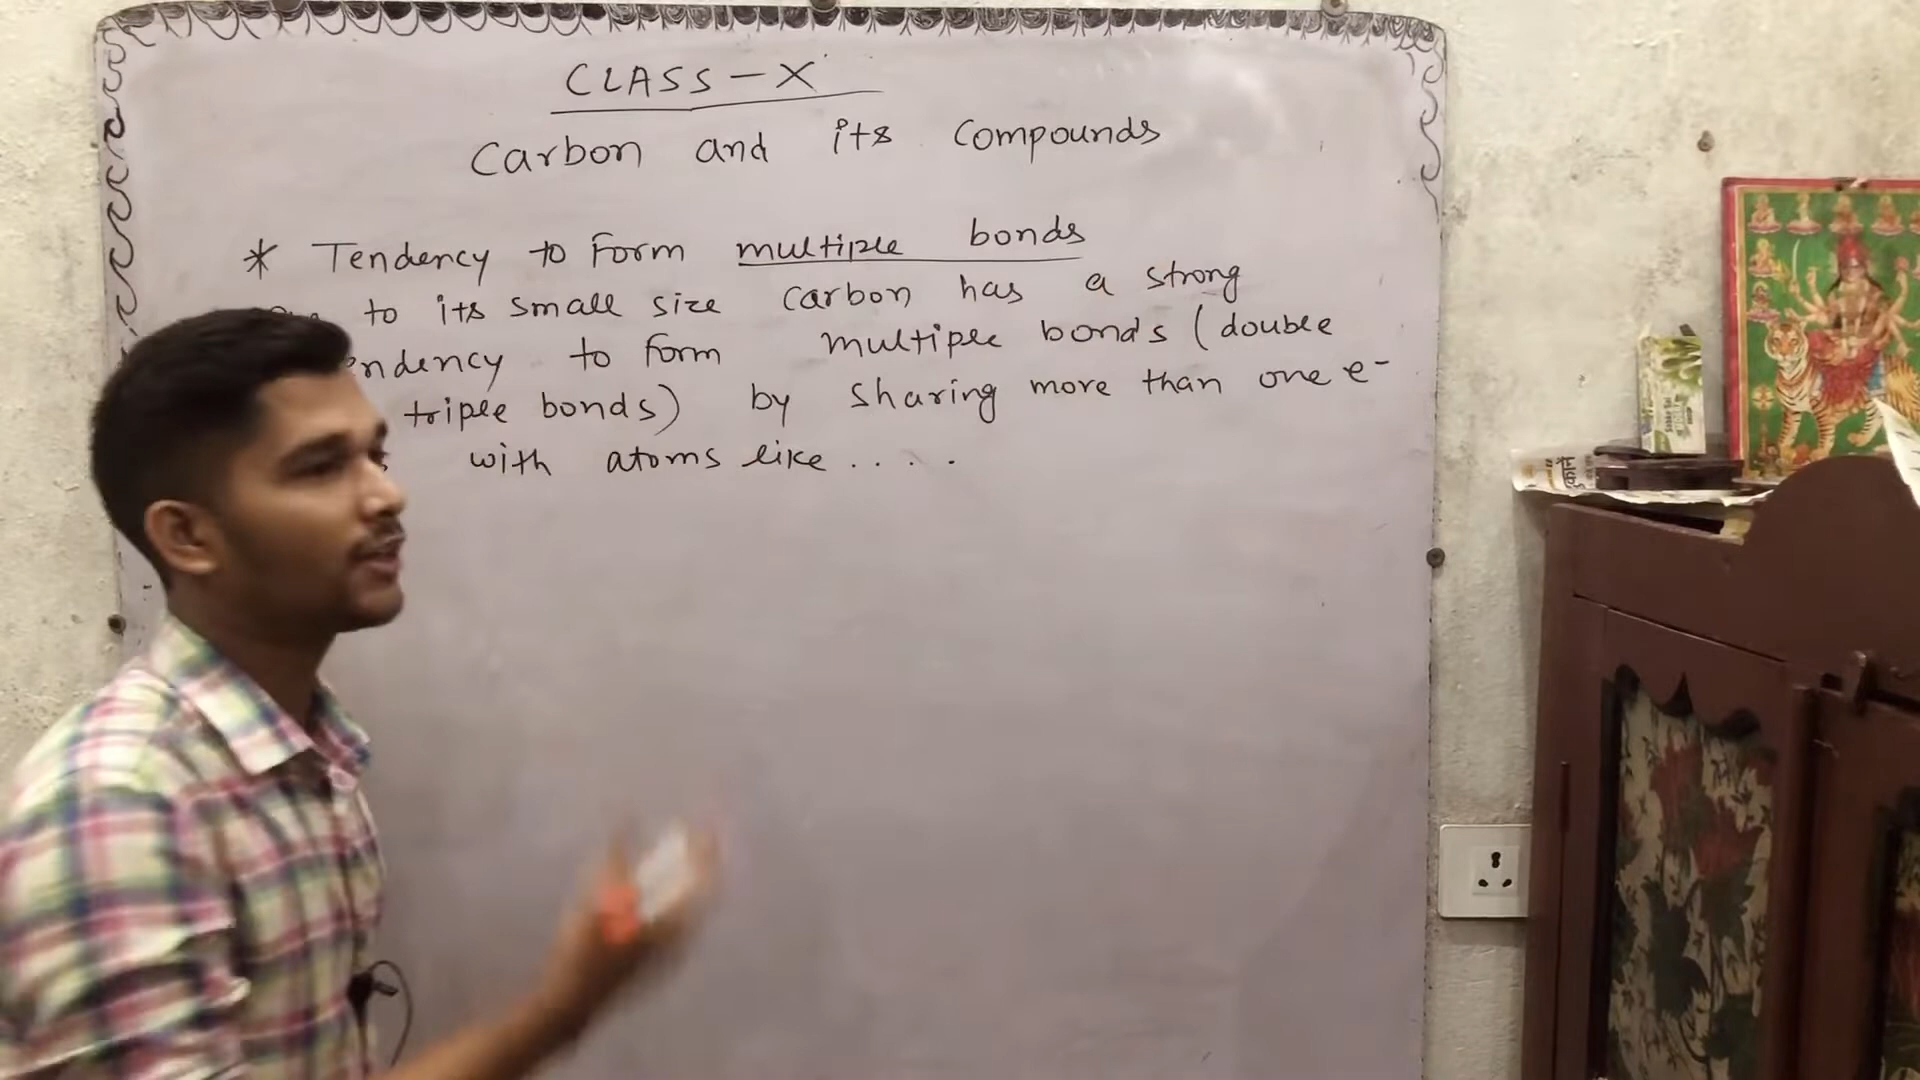 CLASS - X
Carbon and its compounds
* Tendency to Form multiple bonds
to its small size carbon has a strong
endency to form multiple bonds (double
triple bonds) by sharing more than one e-
with atoms like ....
दुकान